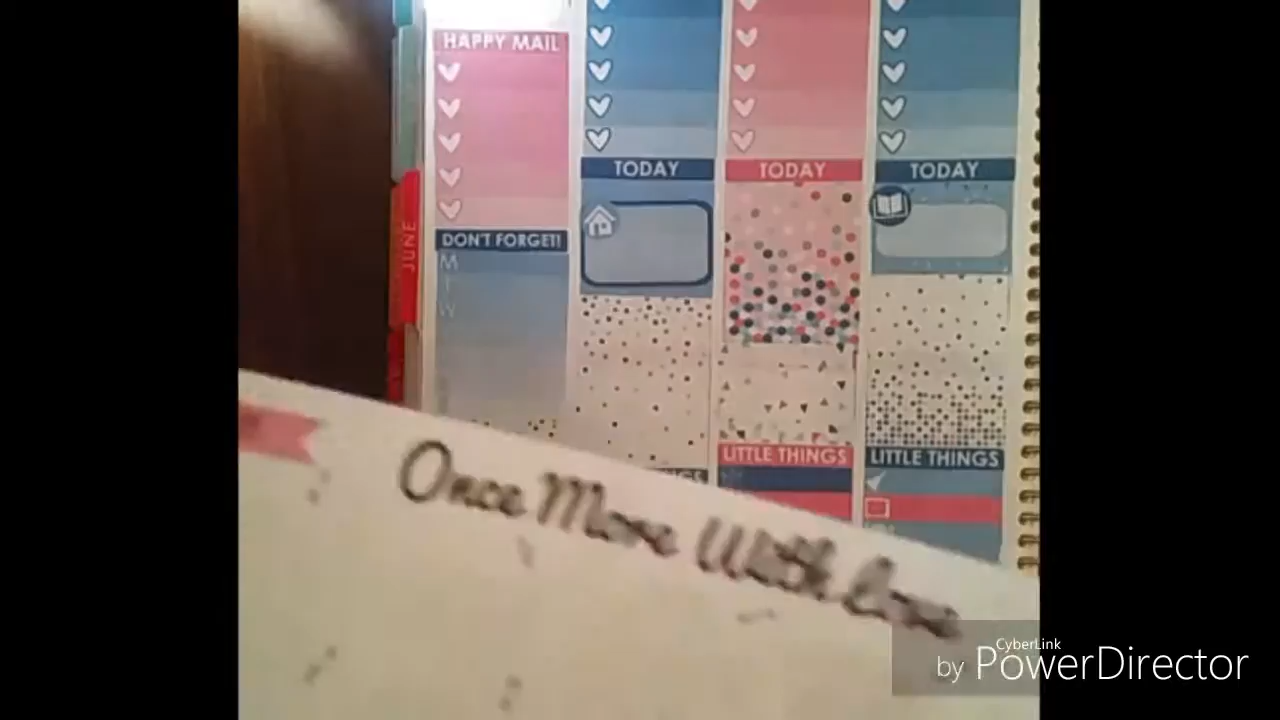 HAPPY MAIL
TODAY
TODAY
TODAY
JUNE
DON'T FORGET!
M
T
W
LITTLE THINGS
LITTLE THINGS
Once More With Love
CyberLink
by PowerDirector